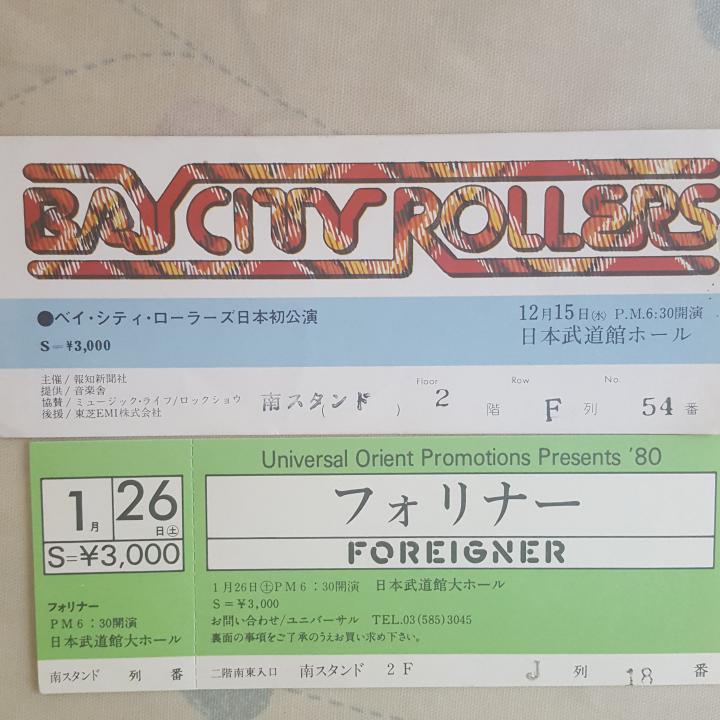 BAY CITY ROLLERS
●ベイ・シティ・ローラーズ日本初公演
12月15日(水) P.M.6:30開演
S=¥3,000
日本武道館ホール
主催/報知新聞社
提供/音楽舎
協賛/ミュージック・ライフ/ロックショウ
後援/東芝EMI株式会社
Floor Row No.
南スタンド ( ) 2 階 F 列 54 番
Universal Orient Promotions Presents '80
1月 26日(土)
S=¥3,000
フォリナー
PM6:30開演
日本武道館大ホール
南スタンド 列 番
フォリナー
FOREIGNER
1月26日(土)PM6:30開演 日本武道館大ホール
S=¥3,000
お問い合わせ/ユニバーサル TEL.03(585)3045
裏面の事項をご了承のうえお買い求め下さい。
二階南東入口 南スタンド 2F J 列 18 番